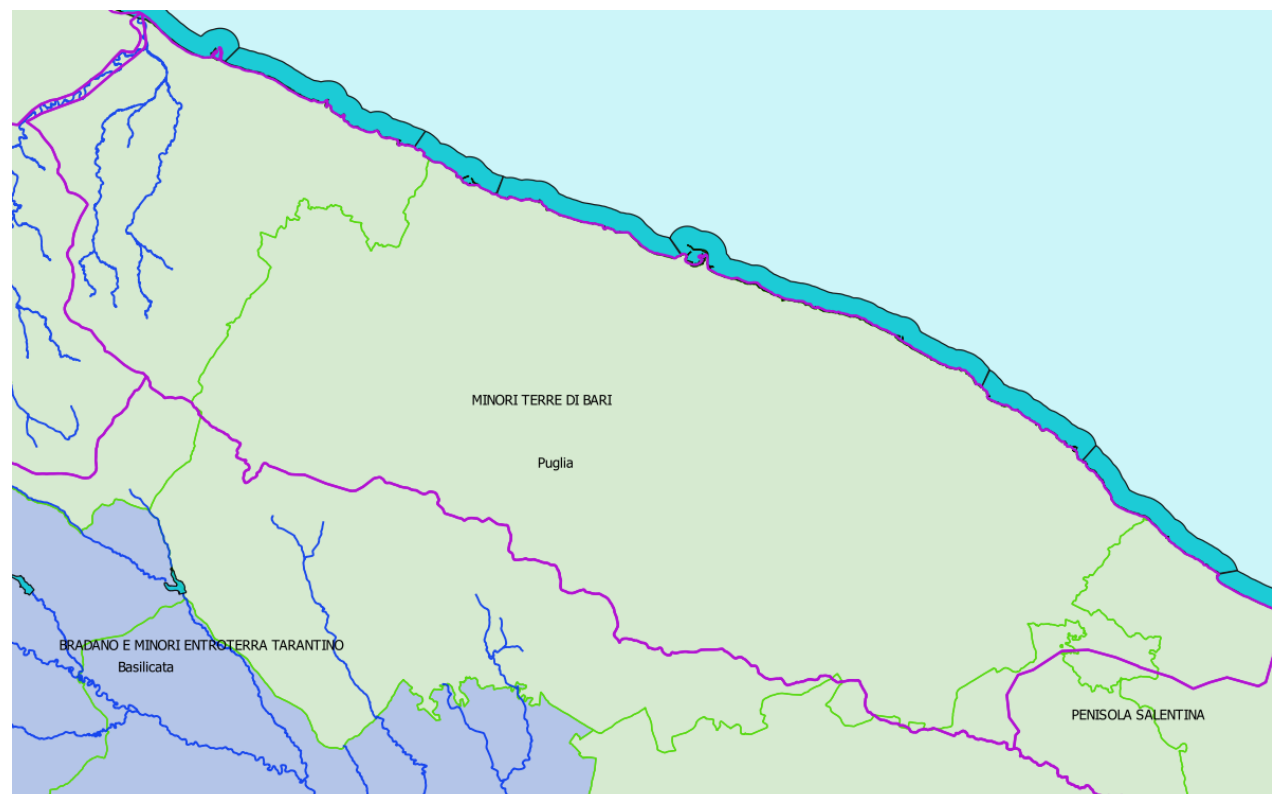 MINORI TERRE DI BARI
Puglia
BRADANO E MINORI ENTROTERRA TARANTINO
Basilicata
PENISOLA SALENTINA